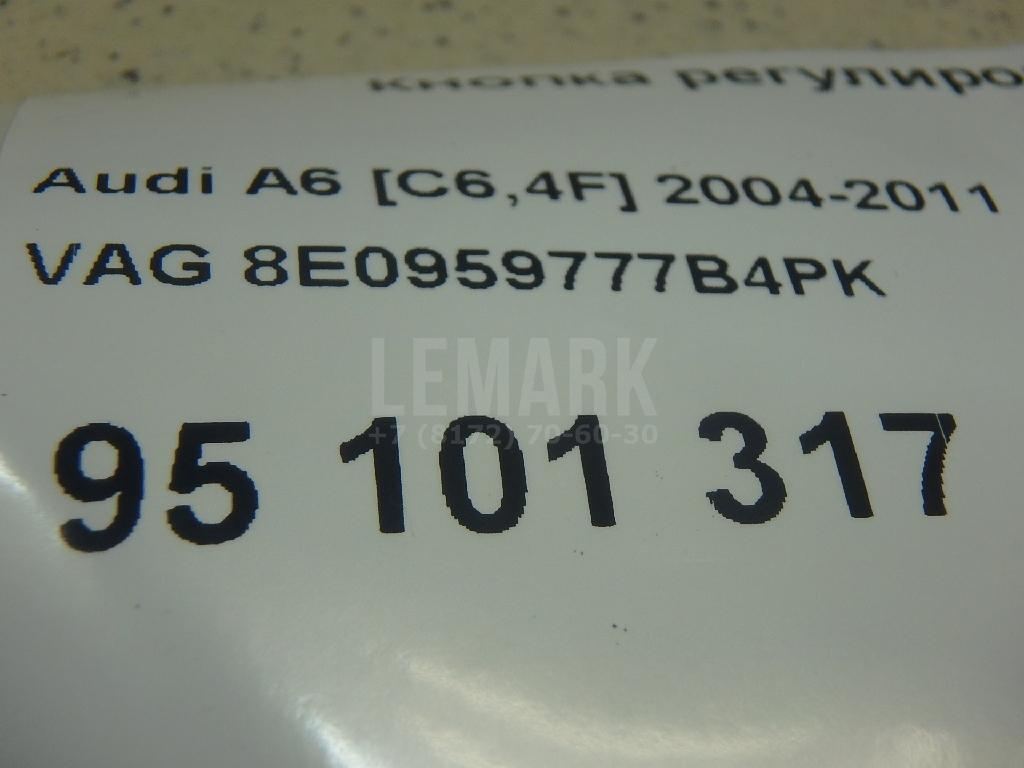 Кнопка регулиро
Audi A6 [C6,4F] 2004-2011
VAG 8E0959777B4PK
LEMARK
+7 (8172) 70-60-30
95 101 317